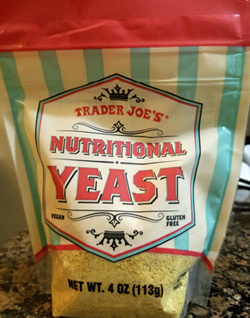 TRADER JOE'S®
NUTRITIONAL
YEAST
VEGAN
GLUTEN
FREE
NET WT. 4 OZ (113g)